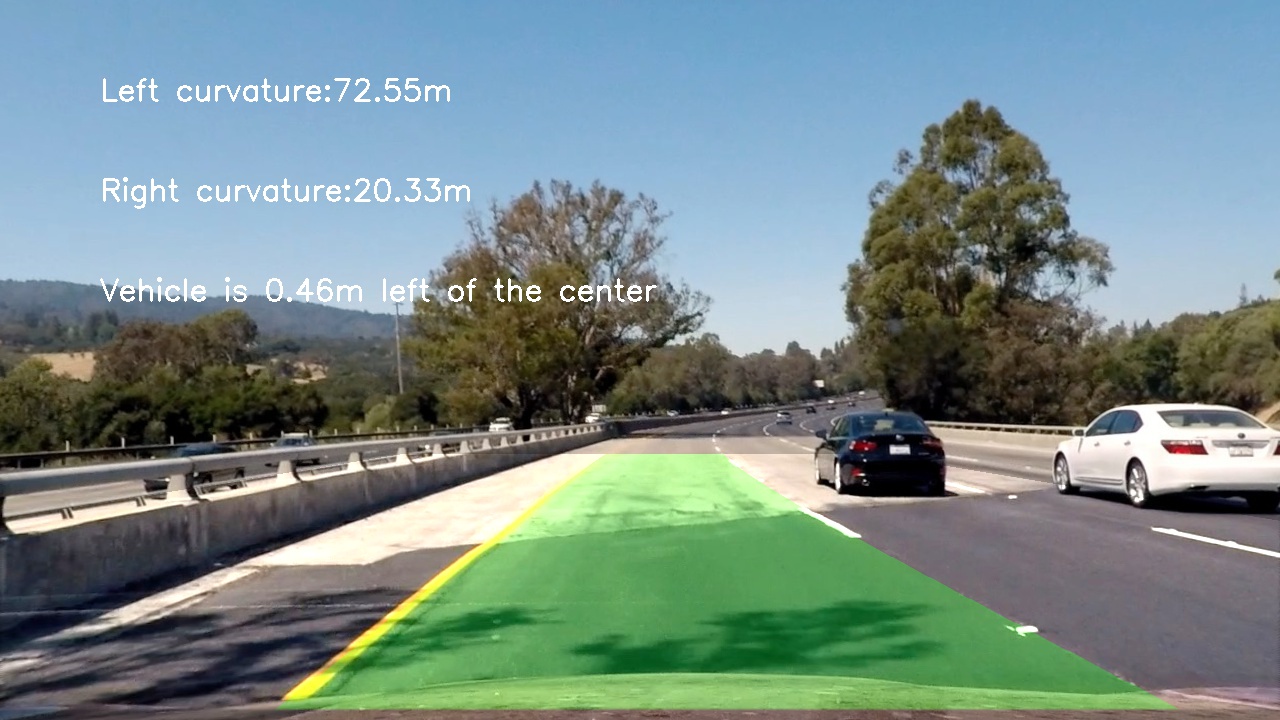 Left curvature:72.55m
Right curvature:20.33m
Vehicle is 0.46m left of the center